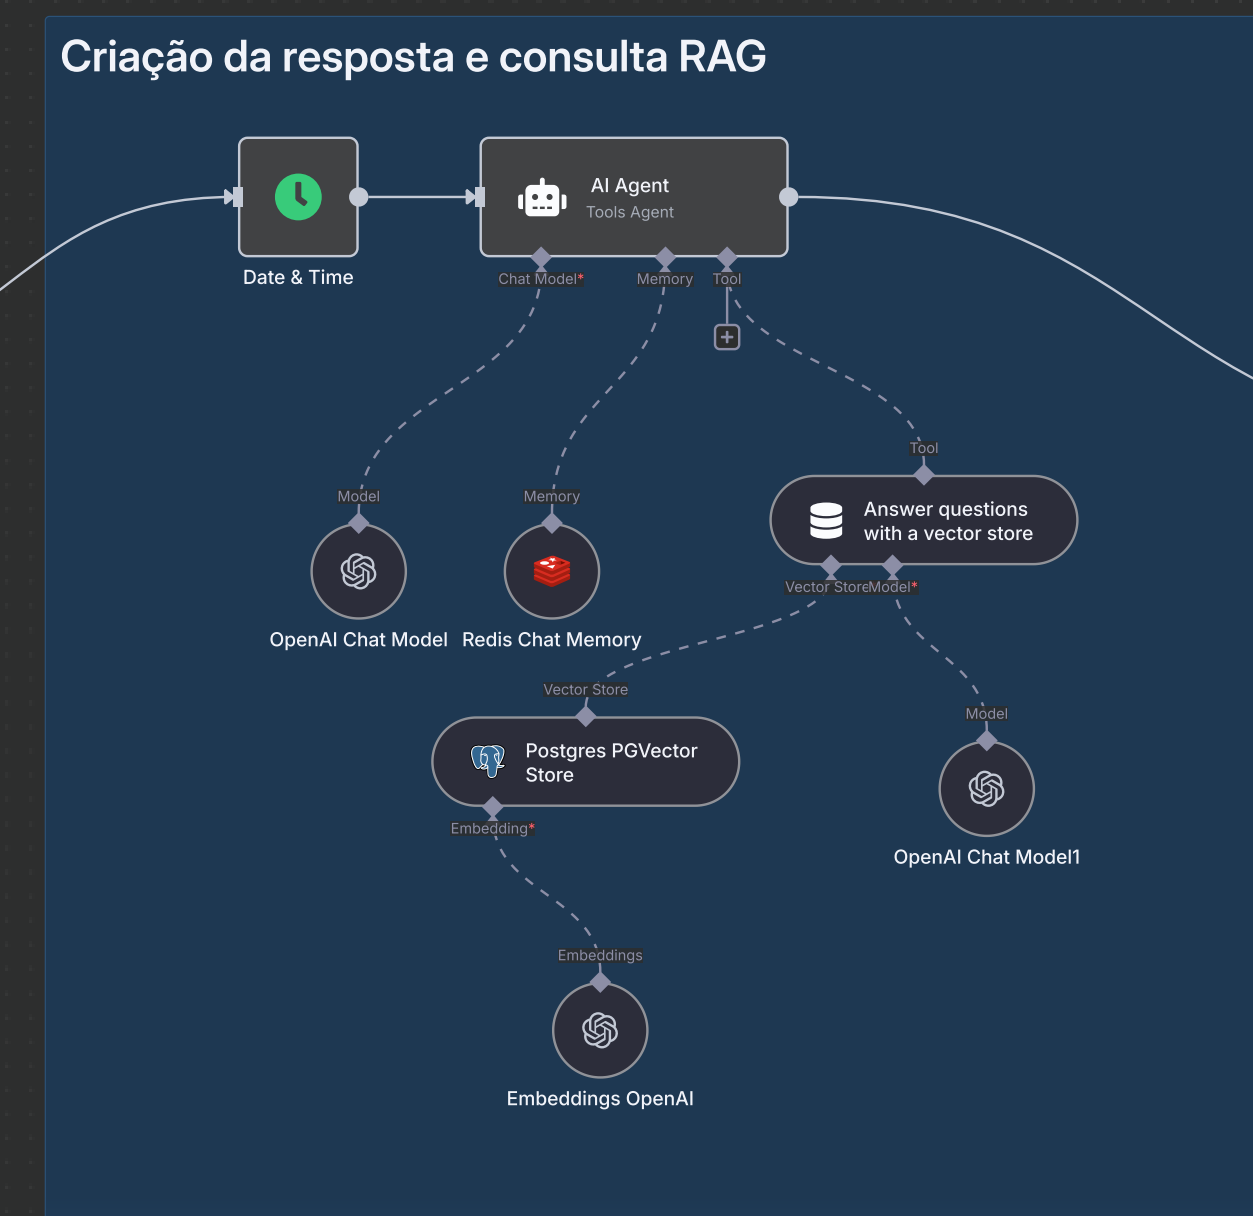 Criação da resposta e consulta RAG
AI Agent
Tools Agent
Date & Time
Chat Model*
Memory
Tool
Tool
Model
Memory
Answer questions
with a vector store
Vector Store
Model*
OpenAI Chat Model
Redis Chat Memory
Vector Store
Model
Postgres PGVector
Store
Embedding*
OpenAI Chat Model1
Embeddings
Embeddings OpenAI